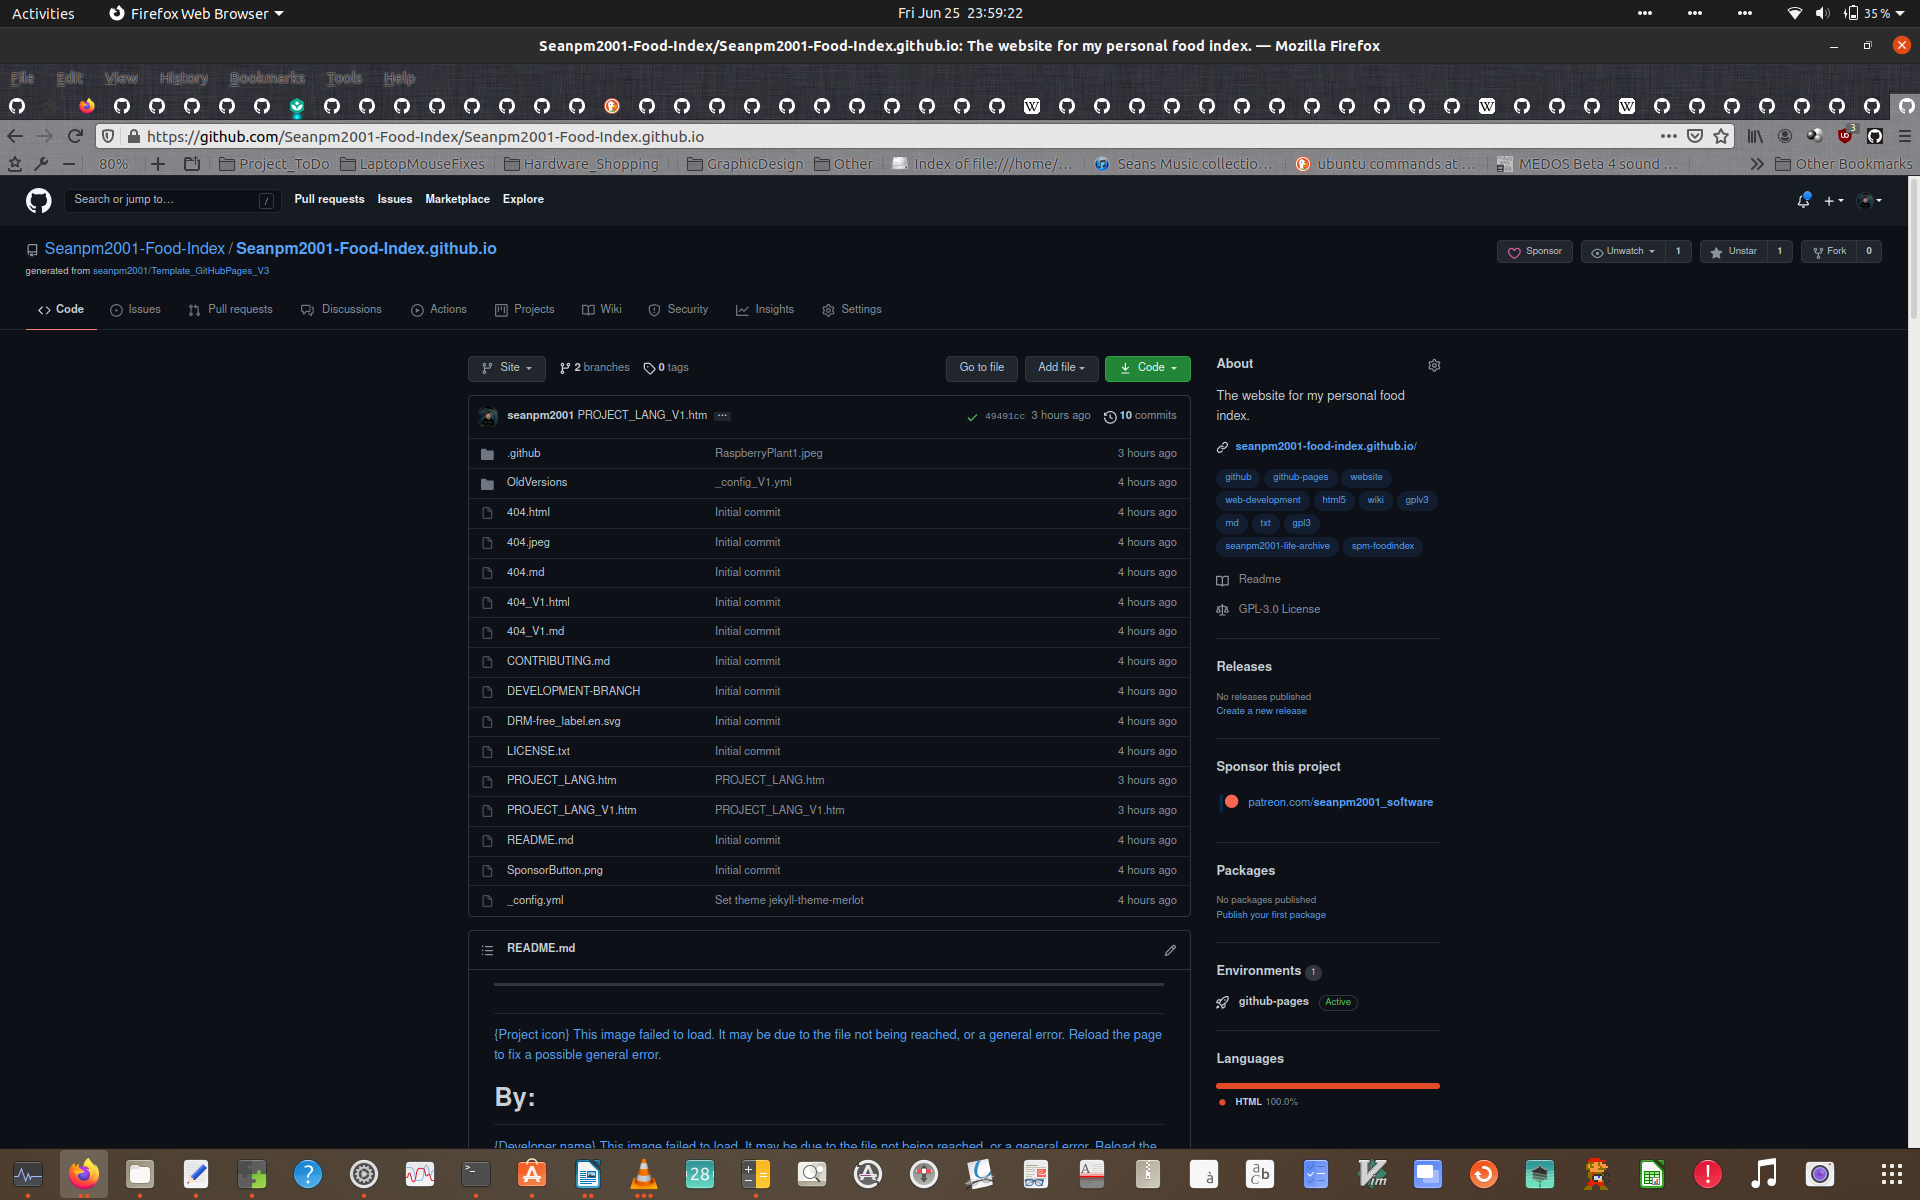 Activities Firefox Web Browser Fri Jun 25 23:59:22 35 %
Seanpm2001-Food-Index/Seanpm2001-Food-Index.github.io: The website for my personal food index. — Mozilla Firefox
File Edit View History Bookmarks Tools Help
https://github.com/Seanpm2001-Food-Index/Seanpm2001-Food-Index.github.io 3
80% Project_ToDo LaptopMouseFixes Hardware_Shopping GraphicDesign Other Index of file:///home/... Seans Music collectio... ubuntu commands at ... MEDOS Beta 4 sound ... Other Bookmarks
Search or jump to... / Pull requests Issues Marketplace Explore
Seanpm2001-Food-Index / Seanpm2001-Food-Index.github.io Sponsor Unwatch 1 Unstar 1 Fork 0
generated from seanpm2001/Template_GitHubPages_V3
Code Issues Pull requests Discussions Actions Projects Wiki Security Insights Settings
Site 2 branches 0 tags Go to file Add file Code
seanpm2001 PROJECT_LANG_V1.htm ... 49491cc 3 hours ago 10 commits
.github RaspberryPlant1.jpeg 3 hours ago
OldVersions _config_V1.yml 4 hours ago
404.html Initial commit 4 hours ago
404.jpeg Initial commit 4 hours ago
404.md Initial commit 4 hours ago
404_V1.html Initial commit 4 hours ago
404_V1.md Initial commit 4 hours ago
CONTRIBUTING.md Initial commit 4 hours ago
DEVELOPMENT-BRANCH Initial commit 4 hours ago
DRM-free_label.en.svg Initial commit 4 hours ago
LICENSE.txt Initial commit 4 hours ago
PROJECT_LANG.htm PROJECT_LANG.htm 3 hours ago
PROJECT_LANG_V1.htm PROJECT_LANG_V1.htm 3 hours ago
README.md Initial commit 4 hours ago
SponsorButton.png Initial commit 4 hours ago
_config.yml Set theme jekyll-theme-merlot 4 hours ago
README.md
{Project icon} This image failed to load. It may be due to the file not being reached, or a general error. Reload the page
to fix a possible general error.
By:
{Developer name} This image failed to load. It may be due to the file not being reached, or a general error. Reload the
About
The website for my personal food
index.
seanpm2001-food-index.github.io/
github github-pages website
web-development html5 wiki gplv3
md txt gpl3
seanpm2001-life-archive spm-foodindex
Readme
GPL-3.0 License
Releases
No releases published
Create a new release
Sponsor this project
patreon.com/seanpm2001_software
Packages
No packages published
Publish your first package
Environments 1
github-pages Active
Languages
HTML 100.0%
28